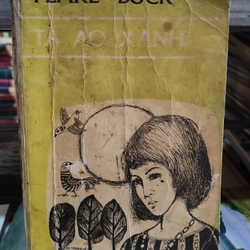 PEARL BUCK
TÀ ÁO XANH